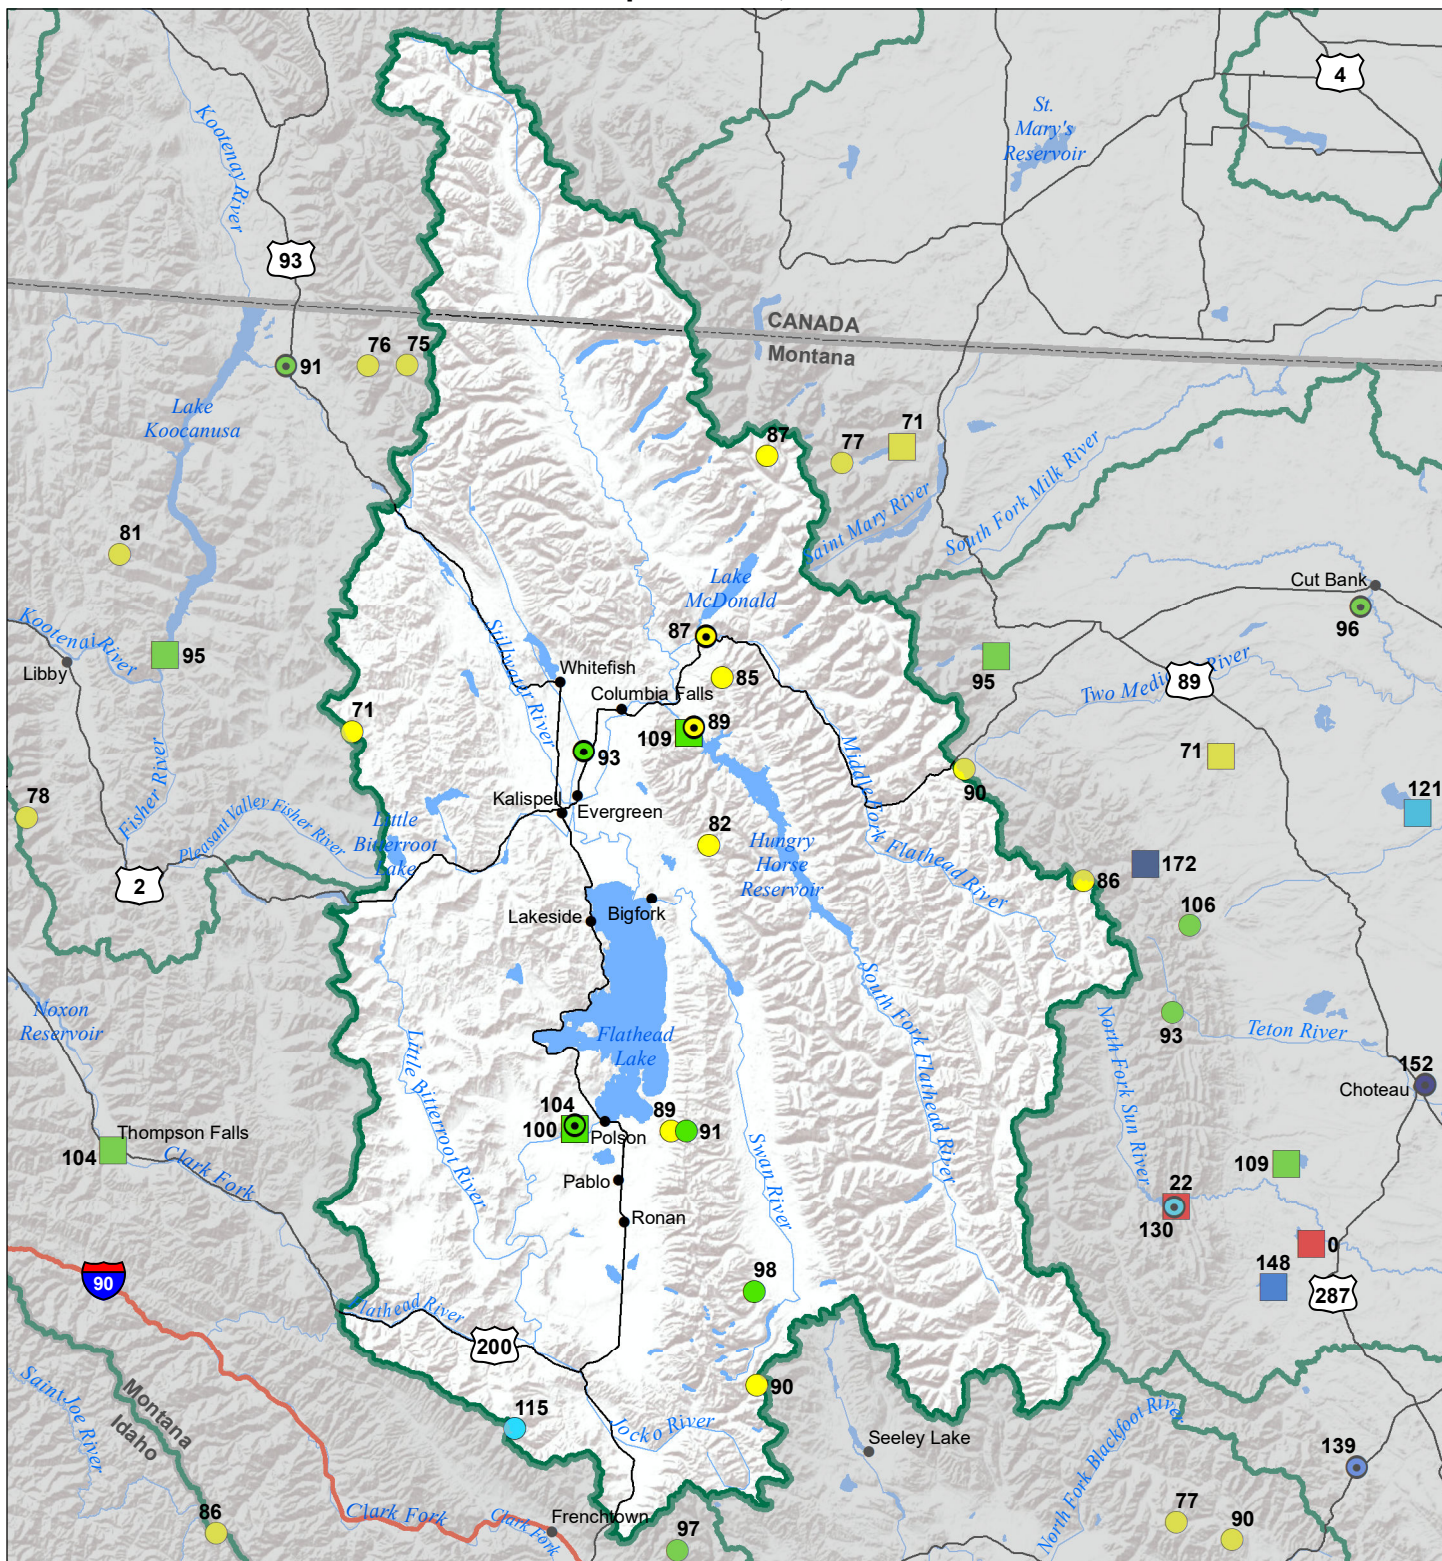 4
St.
Mary's
Reservoir
Kootenay River
93
CANADA
Montana
76
75
91
Lake
Koocanusa
87
77
71
Saint Mary River
South Fork Milk River
81
Lake
McDonald
Cut Bank
96
Kootenai River
Libby
95
Stillwater River
87
Whitefish
85
Columbia Falls
95
Two Medi River
89
71
109
89
93
Middle Fork Flathead River
90
71
121
78
Fisher River
Pleasant Valley Fisher River
Little
Bitterroot
Lake
Kalispell
Evergreen
82
Hungry
Horse
Reservoir
172
2
86
106
Lakeside
Bigfork
Noxon
Reservoir
Little Bitterroot River
Flathead
Lake
South Fork Flathead River
North Fork Sun River
93
Teton River
152
Choteau
104
100
Polson
89
91
Thompson Falls
104
Clark Fork
Pablo
Swan River
109
22
130
Ronan
0
148
287
90
98
Flathead River
200
90
Saint Joe River
Montana
Idaho
115
Jocko River
Seeley Lake
North Fork Blackfoot River
139
86
Clark Fork
Clark Fork
Frenchtown
97
77
90